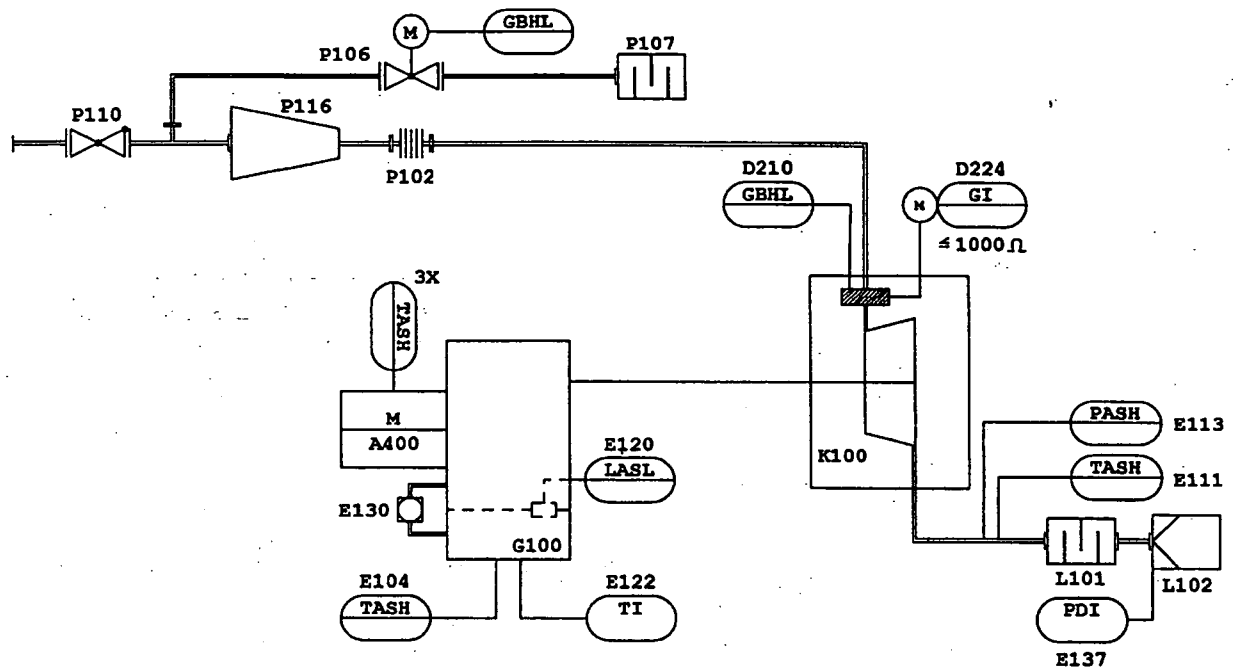 GBHL
M
P106
P107
P110
P116
P102
D210
GBHL
D224
M
GI
≤ 1000 Ω
3X
TASH
M
A400
E120
LASL
K100
PASH
E113
TASH
E111
E130
G100
E104
TASH
E122
TI
L101
L102
PDI
E137